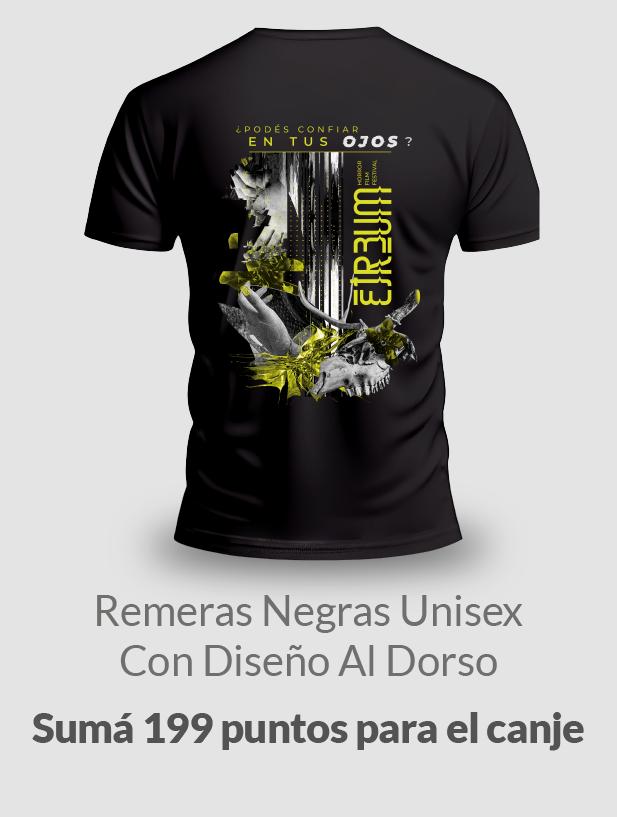 ¿PODÉS CONFIAR
EN TUS OJOS?
HORROR
FILM
FESTIVAL
Remeras Negras Unisex
Con Diseño Al Dorso
Sumá 199 puntos para el canje